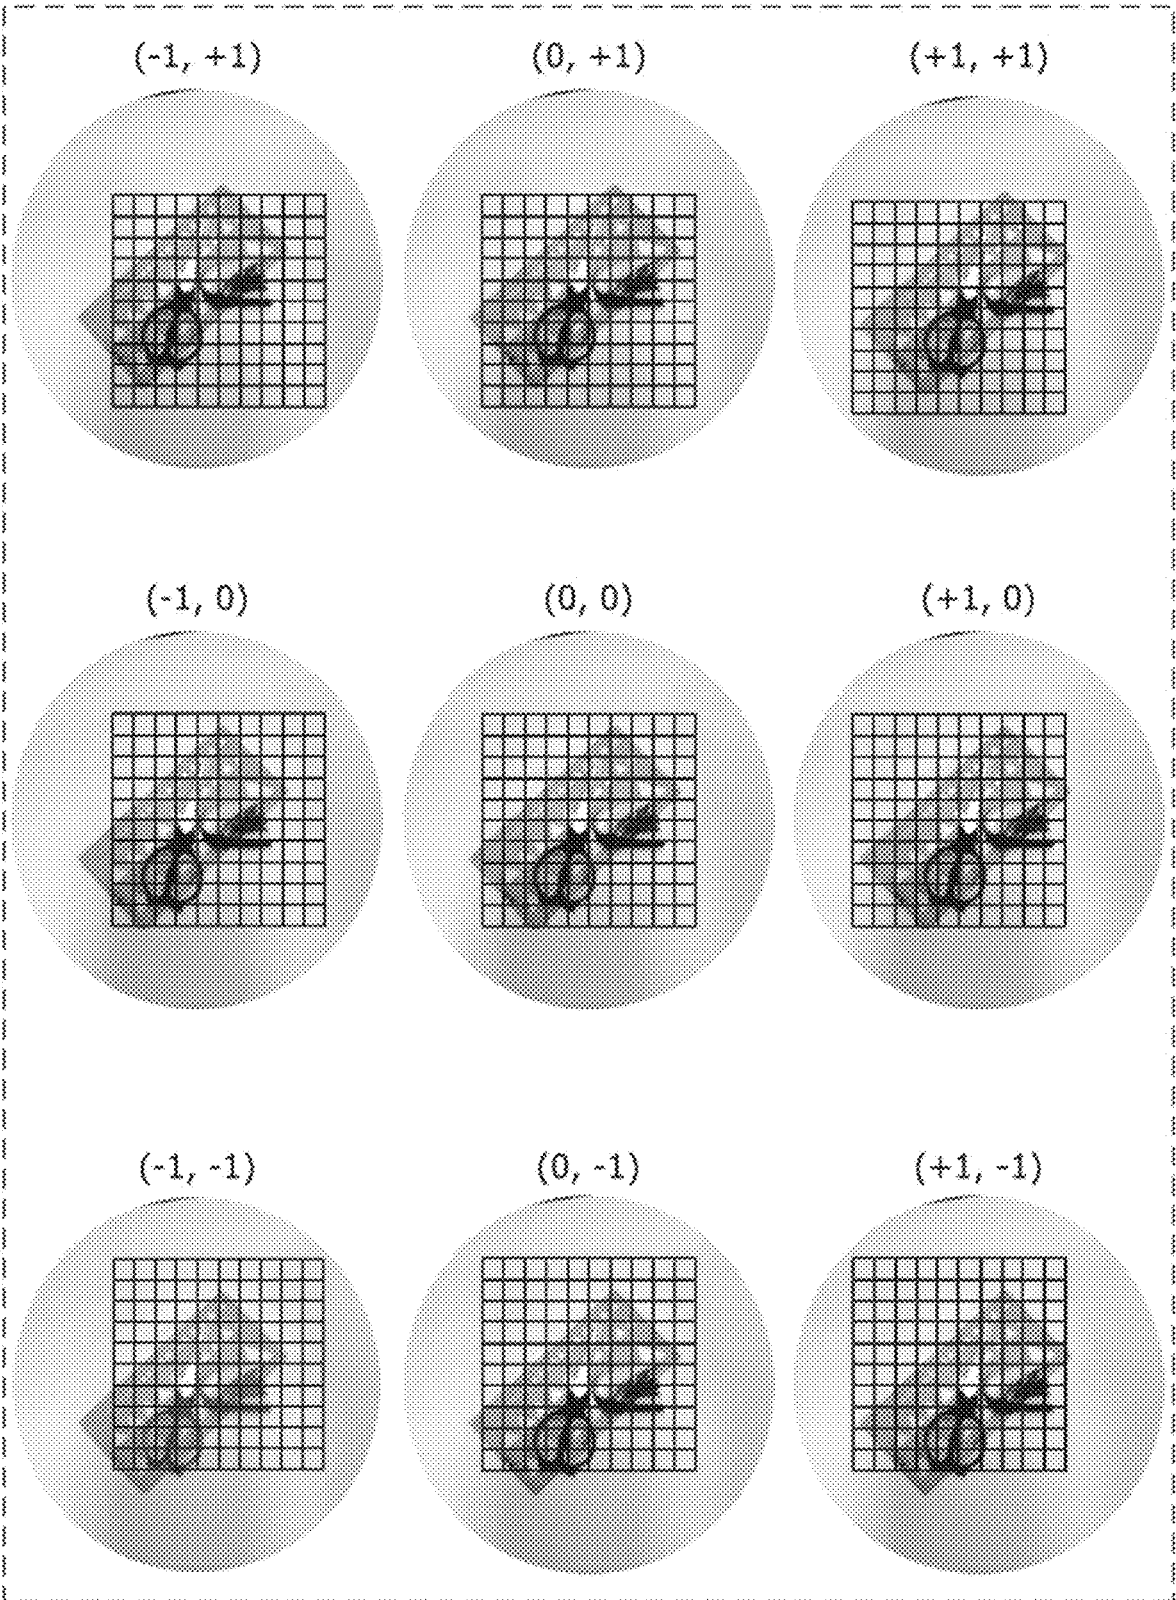 (-1, +1) (0, +1) (+1, +1)
(-1, 0) (0, 0) (+1, 0)
(-1, -1) (0, -1) (+1, -1)